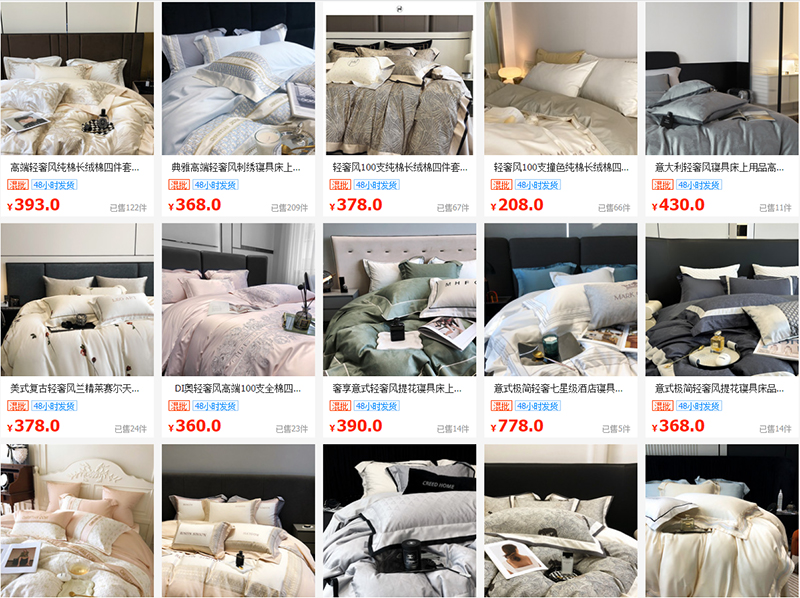 高端轻奢风纯棉长绒棉四件套...
混批 48小时发货
¥393.0 已售122件
典雅高端轻奢风刺绣寝具床上...
混批 48小时发货
¥368.0 已售209件
轻奢风100支纯棉长绒棉四件套...
混批 48小时发货
¥378.0 已售67件
轻奢风100支撞色纯棉长绒棉四...
混批 48小时发货
¥208.0 已售66件
意大利轻奢风寝具床上用品高...
混批 48小时发货
¥430.0 已售11件
美式复古轻奢风兰精莱赛尔天...
混批 48小时发货
¥378.0 已售24件
DI奥轻奢风高端100支全棉四...
混批 48小时发货
¥360.0 已售23件
奢享意式轻奢风提花寝具床上...
混批 48小时发货
¥390.0 已售14件
意式极简轻奢七星级酒店寝具...
混批 48小时发货
¥778.0 已售5件
意式极简轻奢风提花寝具床品...
混批 48小时发货
¥368.0 已售14件
CREED HOME